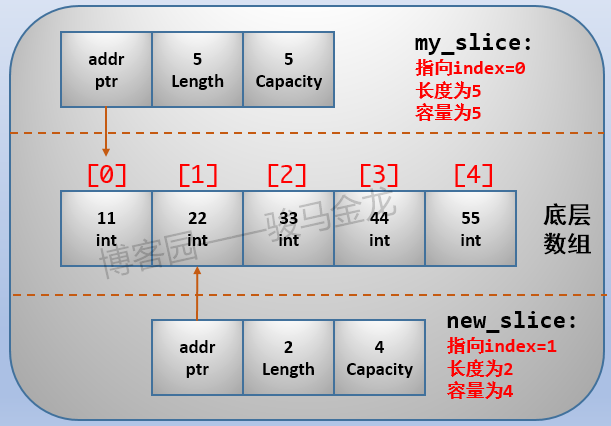 addr
ptr
5
Length
5
Capacity
my_slice:
指向index=0
长度为5
容量为5
[0]
[1]
[2]
[3]
[4]
11
int
22
int
33
int
44
int
55
int
底层
数组
博客园——骏马金龙
addr
ptr
2
Length
4
Capacity
new_slice:
指向index=1
长度为2
容量为4